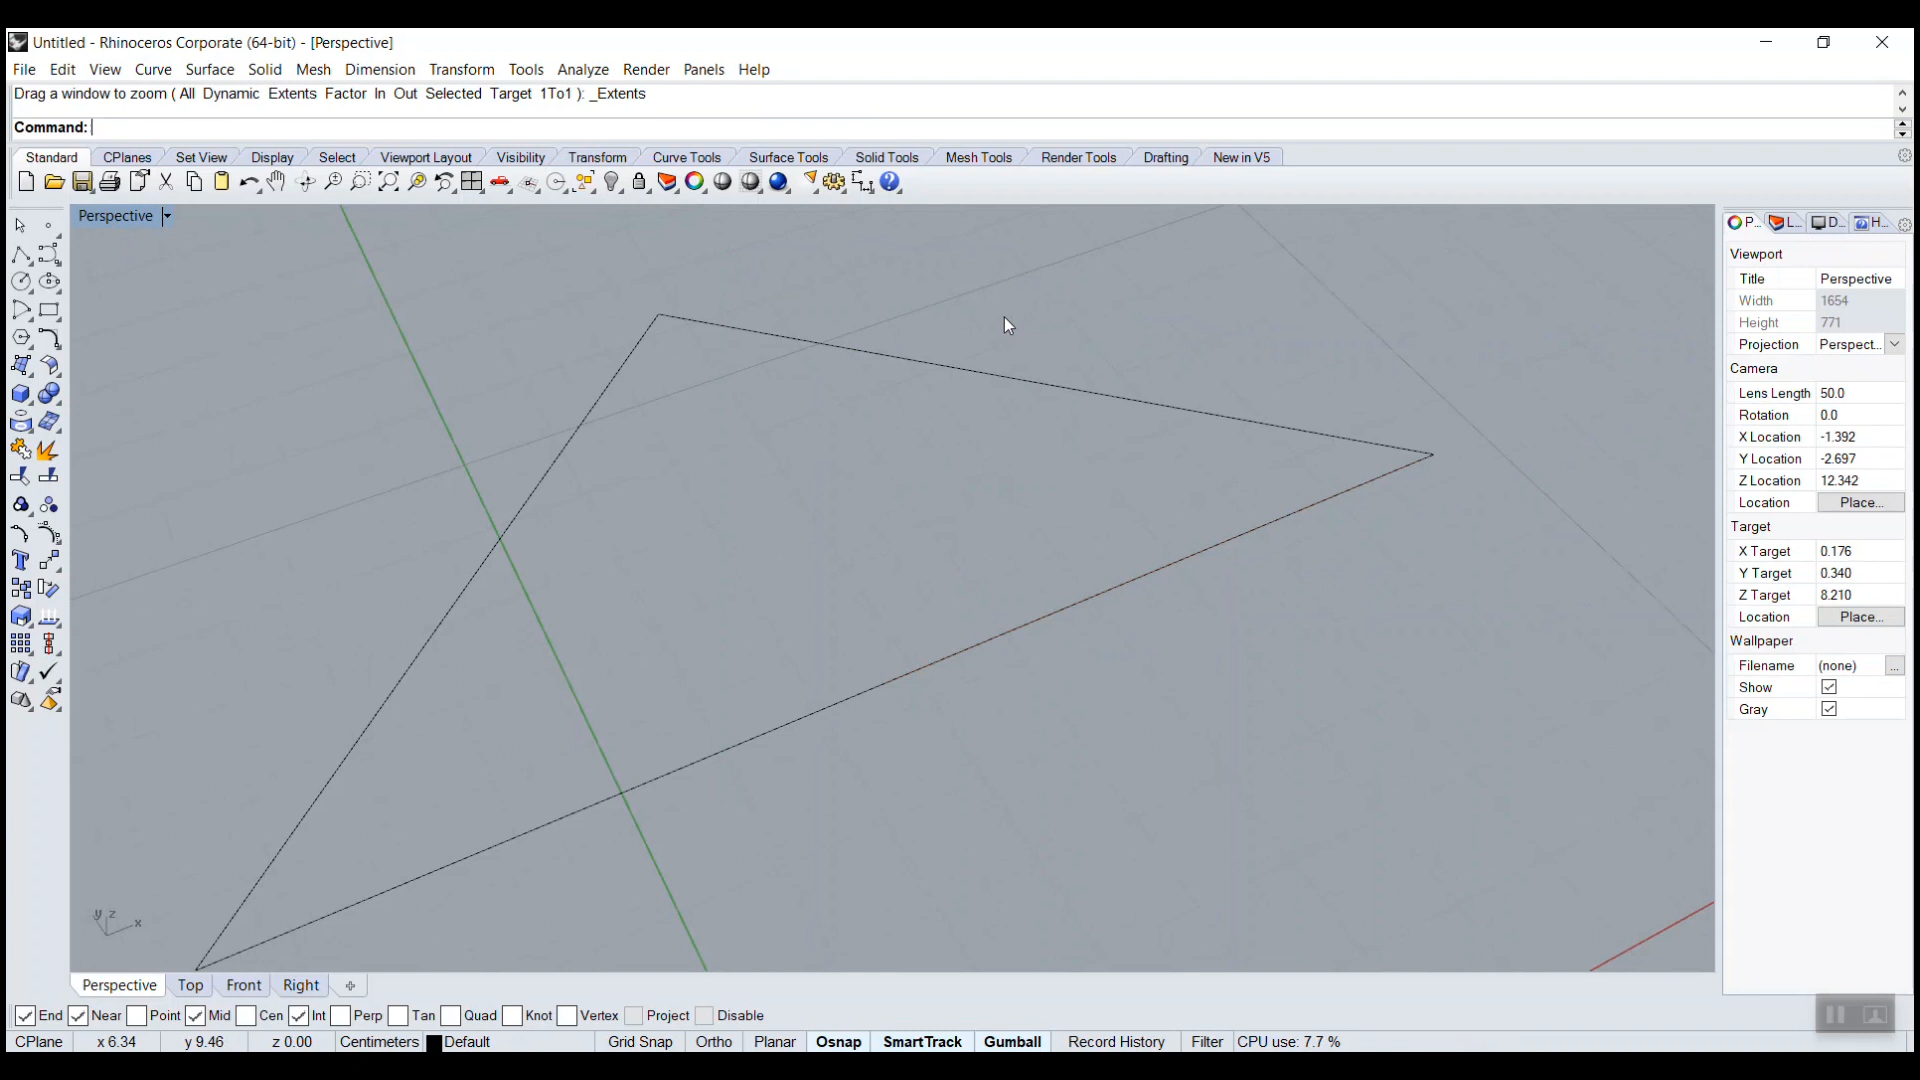 Untitled - Rhinoceros Corporate (64-bit) - [Perspective]
File Edit View Curve Surface Solid Mesh Dimension Transform Tools Analyze Render Panels Help
Drag a window to zoom ( All Dynamic Extents Factor In Out Selected Target 1To1 ): _Extents
Command:
Standard CPlanes Set View Display Select Viewport Layout Visibility Transform Curve Tools Surface Tools Solid Tools Mesh Tools Render Tools Drafting New in V5
Perspective
P... L... D... H...
Viewport
Title Perspective
Width 1654
Height 771
Projection Perspect...
Camera
Lens Length 50.0
Rotation 0.0
X Location -1.392
Y Location -2.697
Z Location 12.342
Location Place...
Target
X Target 0.176
Y Target 0.340
Z Target 8.210
Location Place...
Wallpaper
Filename (none) ...
Show
Gray
y z x
Perspective Top Front Right
End Near Point Mid Cen Int Perp Tan Quad Knot Vertex Project Disable
CPlane x 6.34 y 9.46 z 0.00 Centimeters Default Grid Snap Ortho Planar Osnap SmartTrack Gumball Record History Filter CPU use: 7.7 %